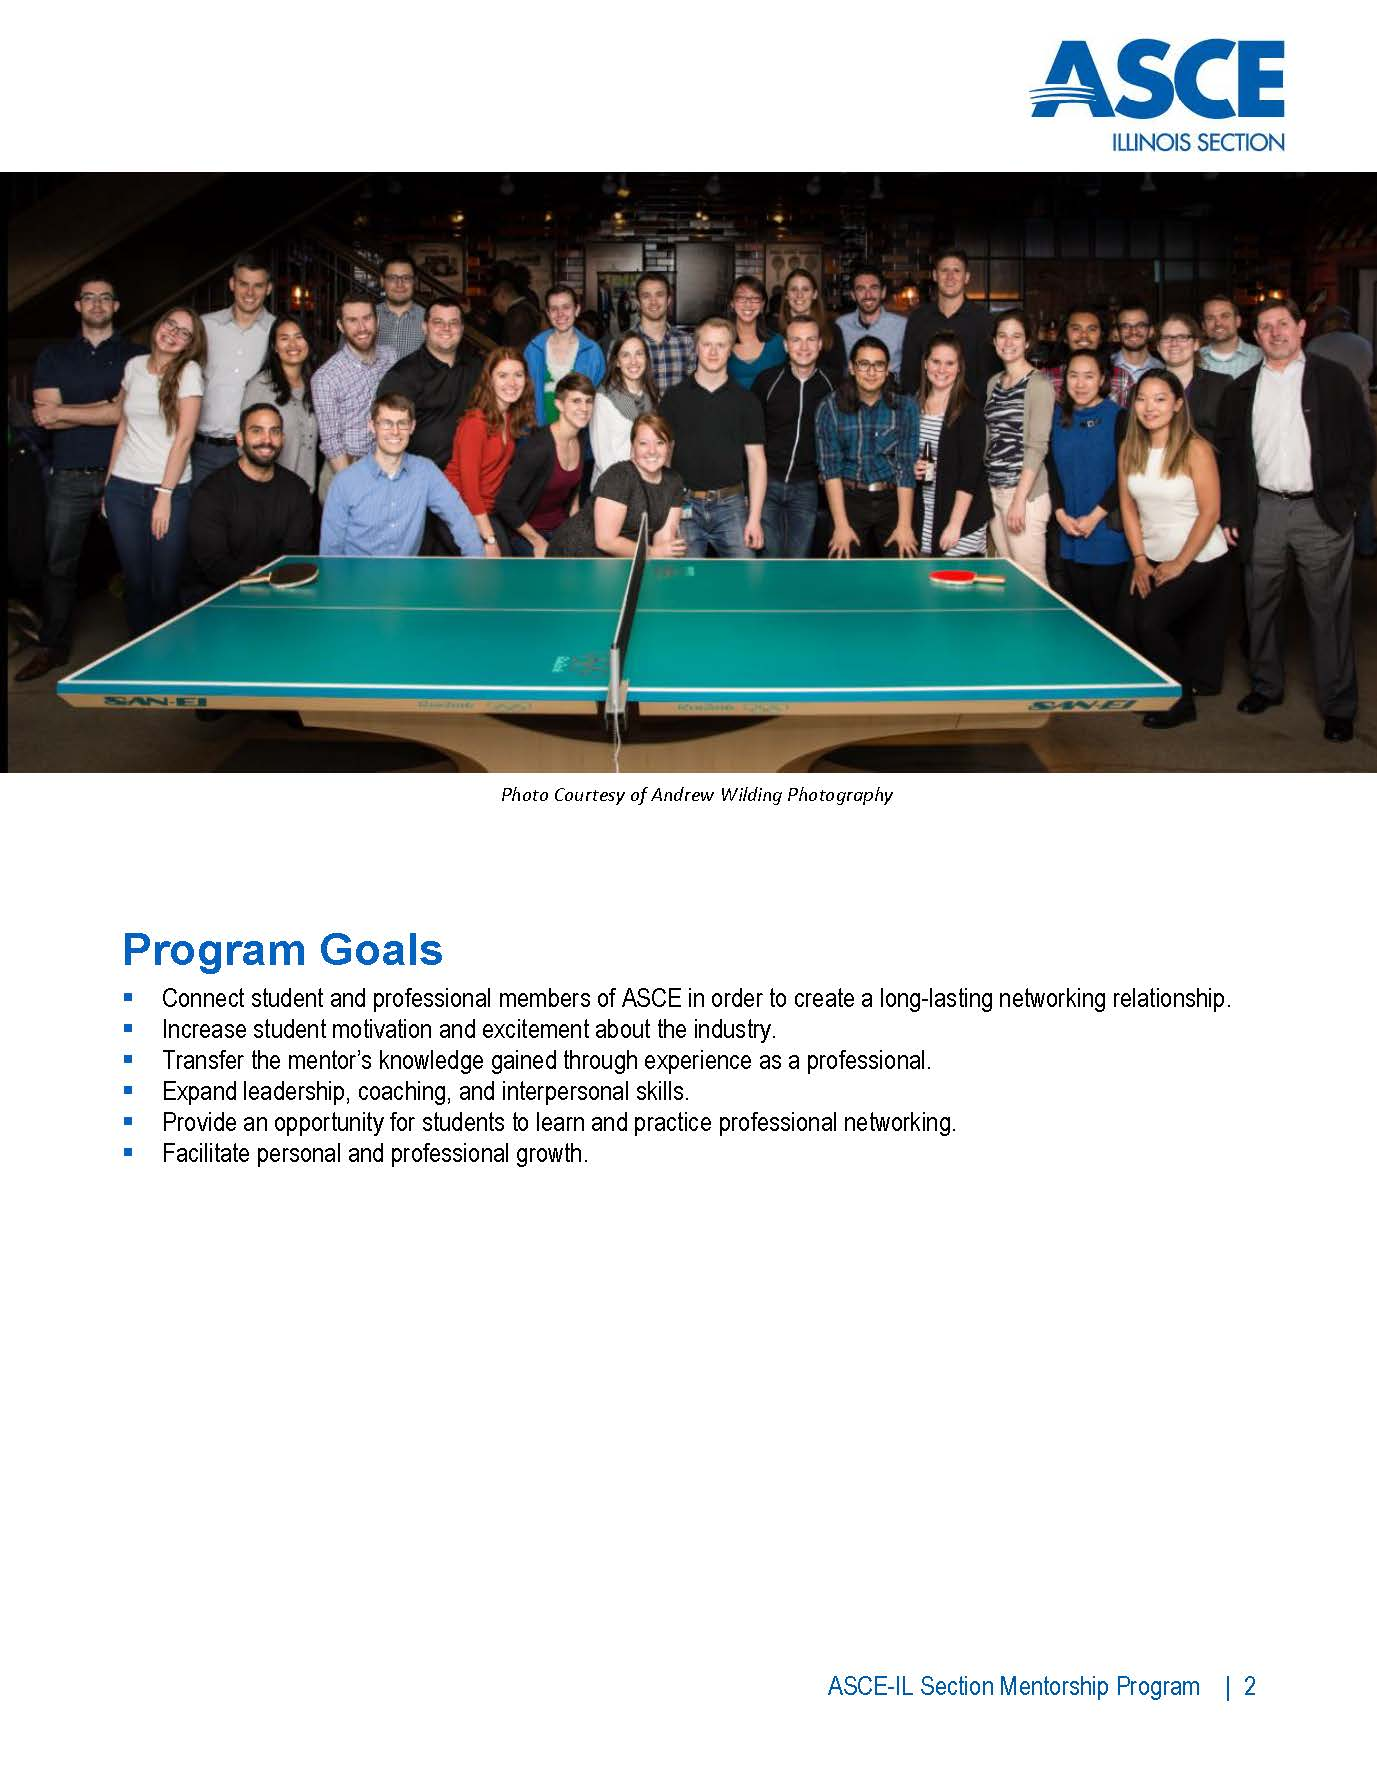 ASCE
ILLINOIS SECTION
SAN-EI
SAN-EI
Photo Courtesy of Andrew Wilding Photography
Program Goals
▪ Connect student and professional members of ASCE in order to create a long-lasting networking relationship.
▪ Increase student motivation and excitement about the industry.
▪ Transfer the mentor’s knowledge gained through experience as a professional.
▪ Expand leadership, coaching, and interpersonal skills.
▪ Provide an opportunity for students to learn and practice professional networking.
▪ Facilitate personal and professional growth.
ASCE-IL Section Mentorship Program | 2